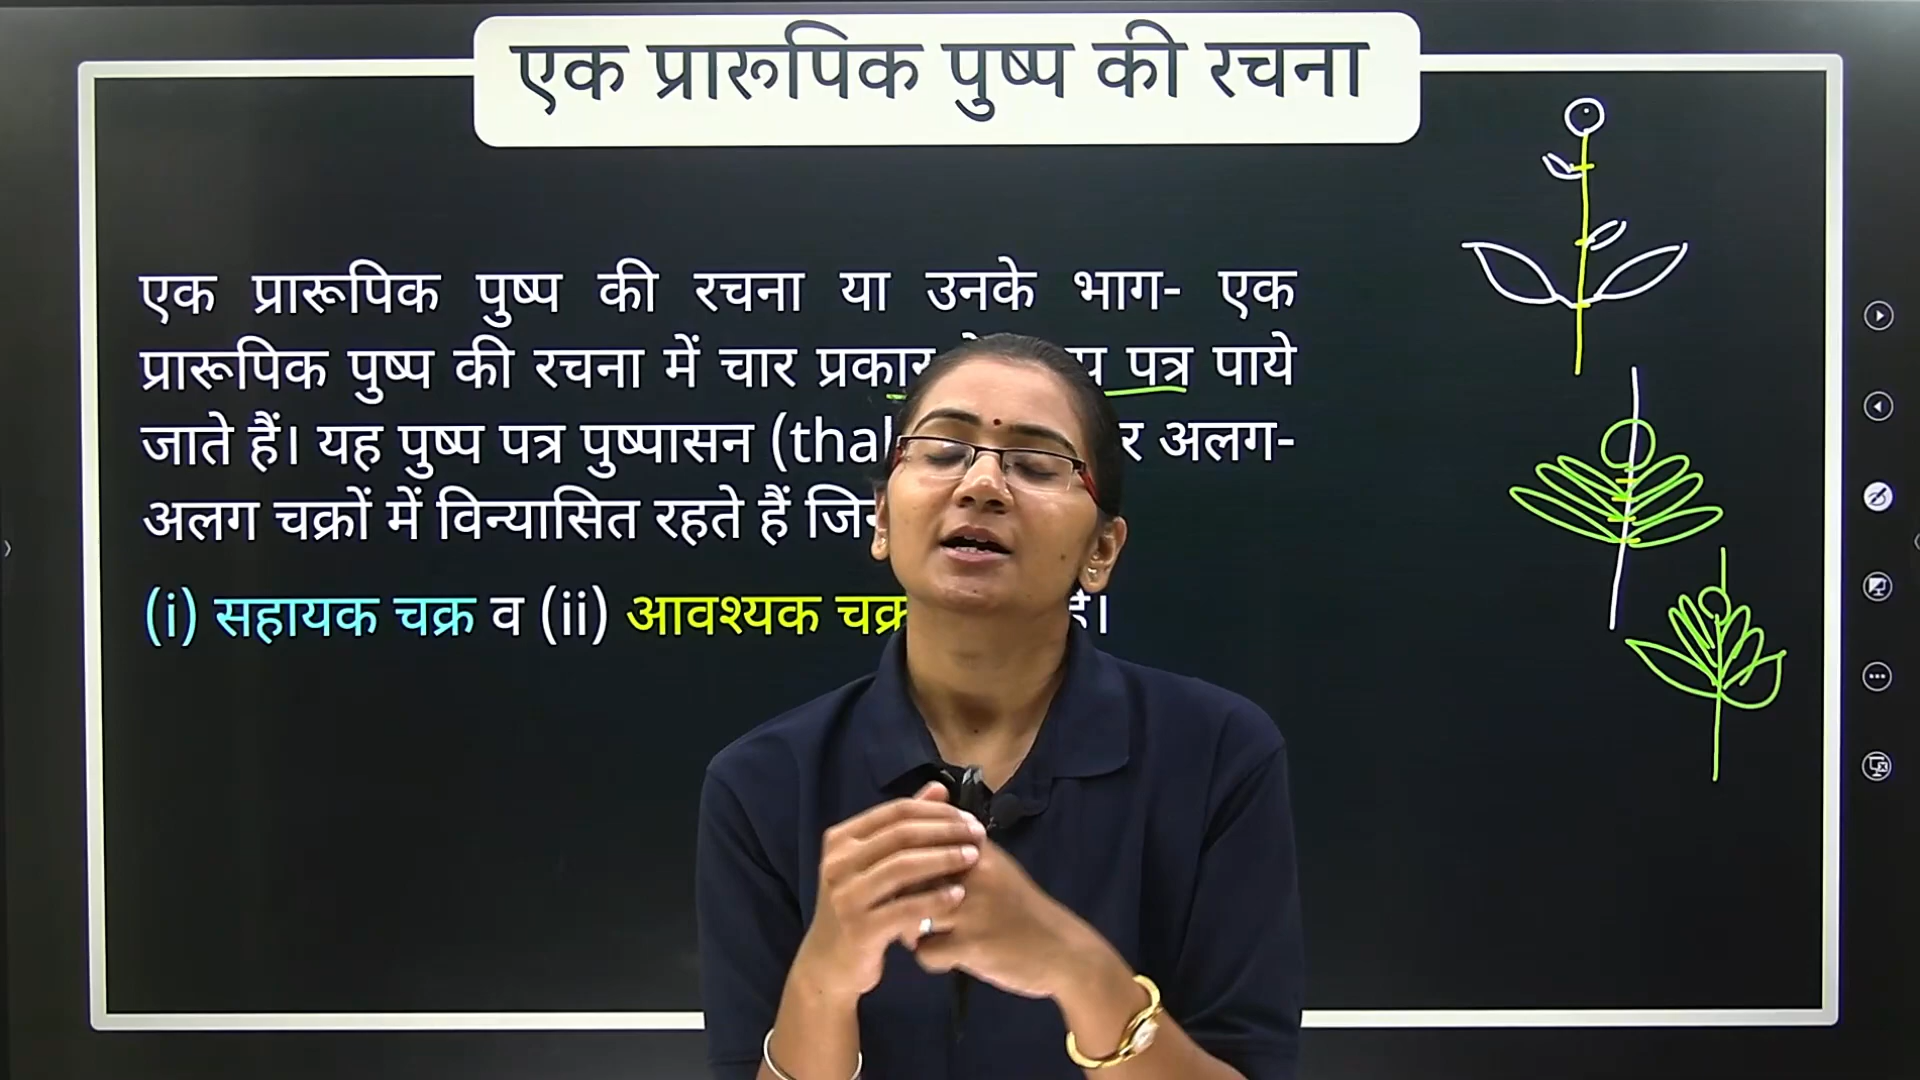 एक प्रारूपिक पुष्प की रचना
एक प्रारूपिक पुष्प की रचना या उनके भाग- एक
प्रारूपिक पुष्प की रचना में चार प्रकार पत्र पाये
जाते हैं। यह पुष्प पत्र पुष्पासन (thal अलग-
अलग चक्रों में विन्यासित रहते हैं
(i) सहायक चक्र व (ii) आवश्यक चक्र